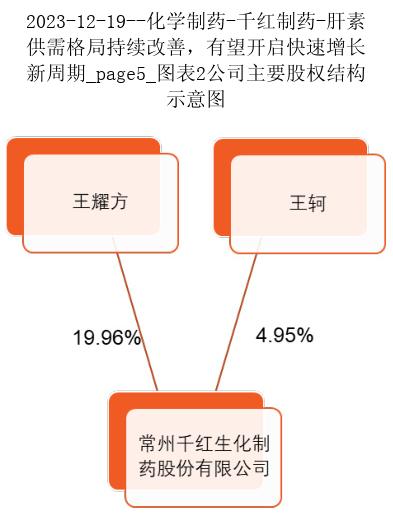 2023-12-19--化学制药-千红制药-肝素
供需格局持续改善，有望开启快速增长
新周期_page5_图表2公司主要股权结构
示意图
王耀方
王轲
19.96%
4.95%
常州千红生化制
药股份有限公司